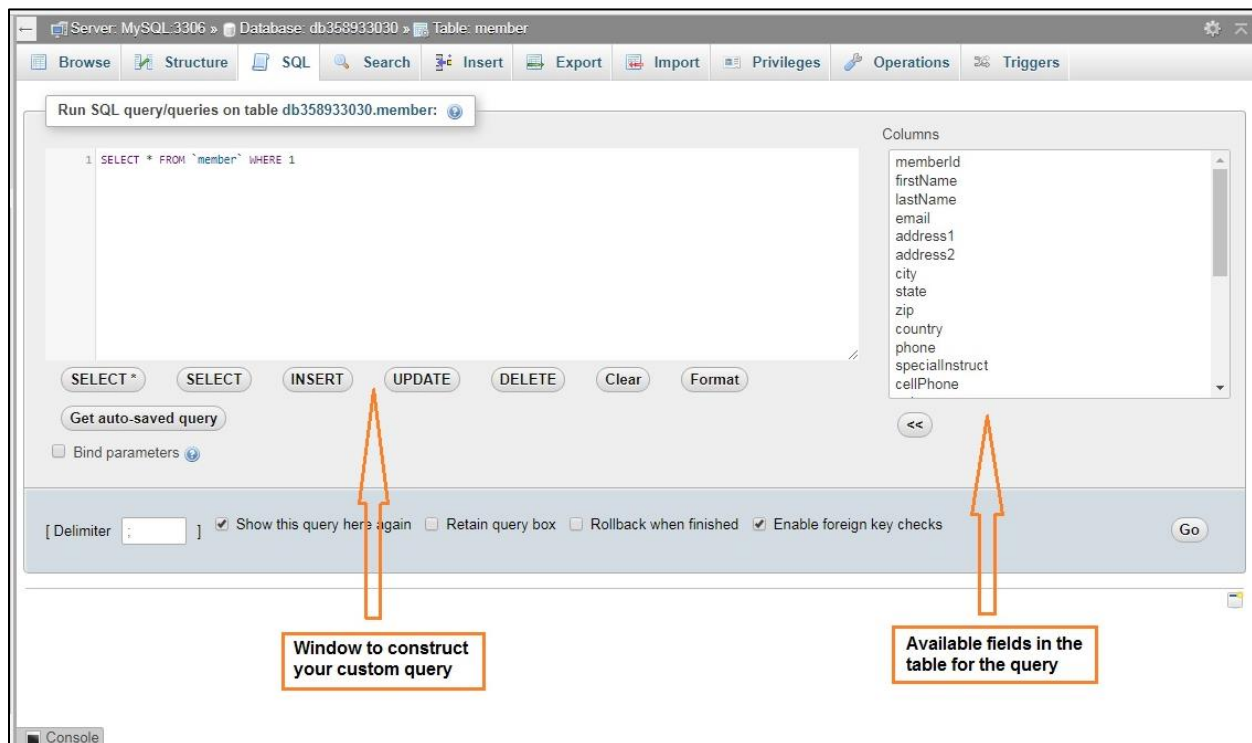 Server: MySQL:3306 » Database: db358933030 » Table: member
Browse Structure SQL Search Insert Export Import Privileges Operations Triggers
Run SQL query/queries on table db358933030.member:
1 SELECT * FROM `member` WHERE 1
Columns
memberId
firstName
lastName
email
address1
address2
city
state
zip
country
phone
specialInstruct
cellPhone
SELECT * SELECT INSERT UPDATE DELETE Clear Format
Get auto-saved query
<<
Bind parameters
[ Delimiter ; ] Show this query here again Retain query box Rollback when finished Enable foreign key checks
Go
Window to construct
your custom query
Available fields in the
table for the query
Console